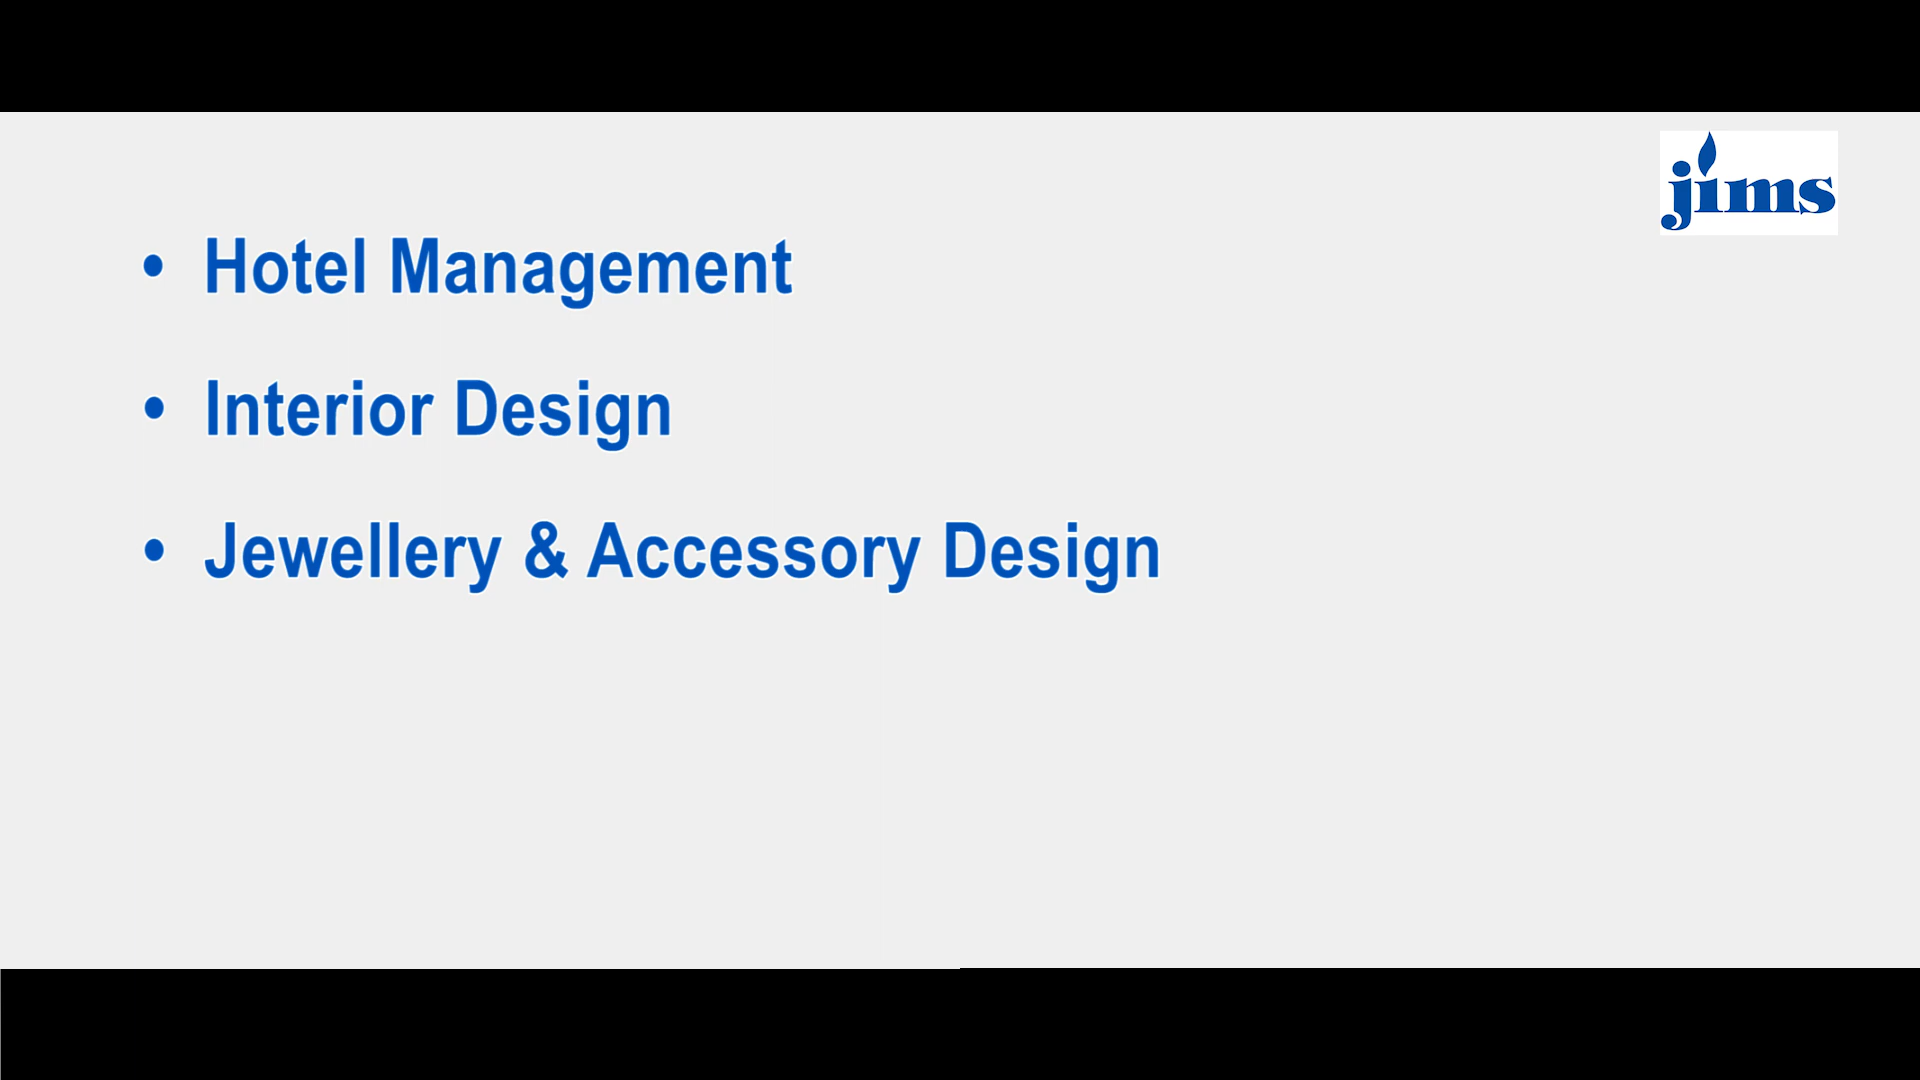 jims
• Hotel Management
• Interior Design
• Jewellery & Accessory Design